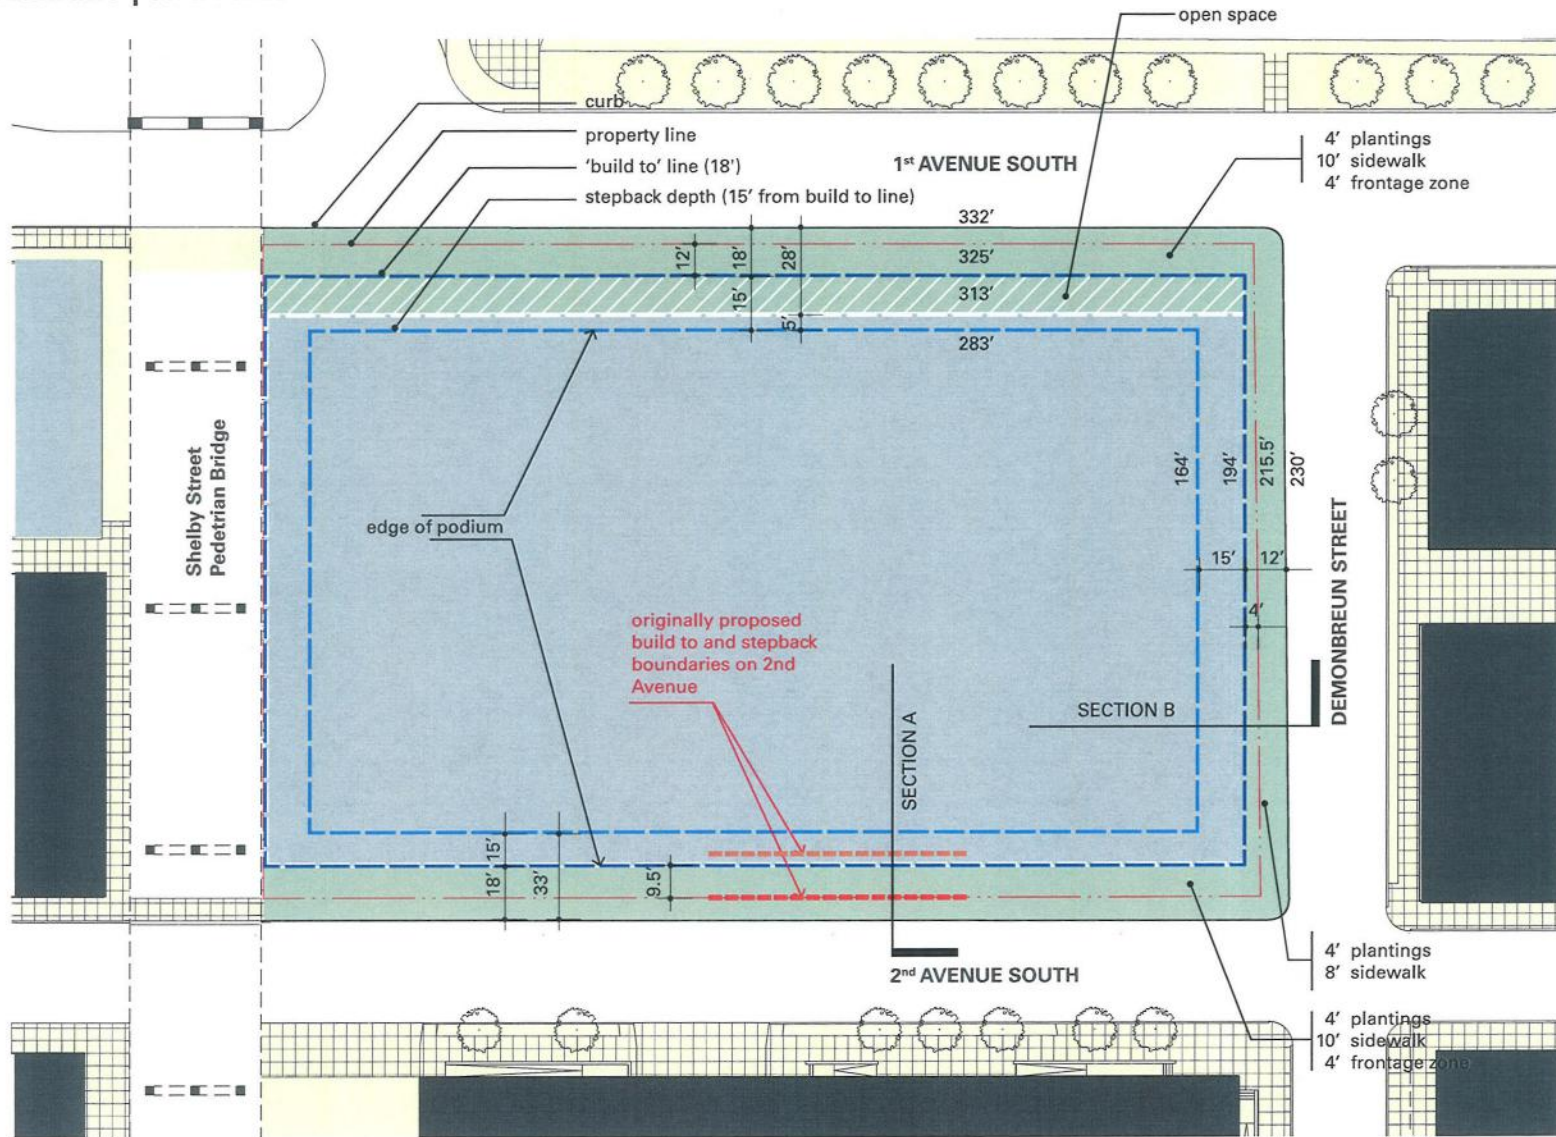 open space
curb
property line
'build to' line (18')
stepback depth (15' from build to line)
1st AVENUE SOUTH
4' plantings
10' sidewalk
4' frontage zone
332'
12'
18'
28'
325'
15'
313'
5'
283'
Shelby Street
Pedetrian Bridge
edge of podium
164'
194'
215.5'
230'
15'
12'
4'
DEMONBREUN STREET
originally proposed
build to and stepback
boundaries on 2nd
Avenue
SECTION A
SECTION B
15'
18'
33'
9.5'
2nd AVENUE SOUTH
4' plantings
8' sidewalk
4' plantings
10' sidewalk
4' frontage zone